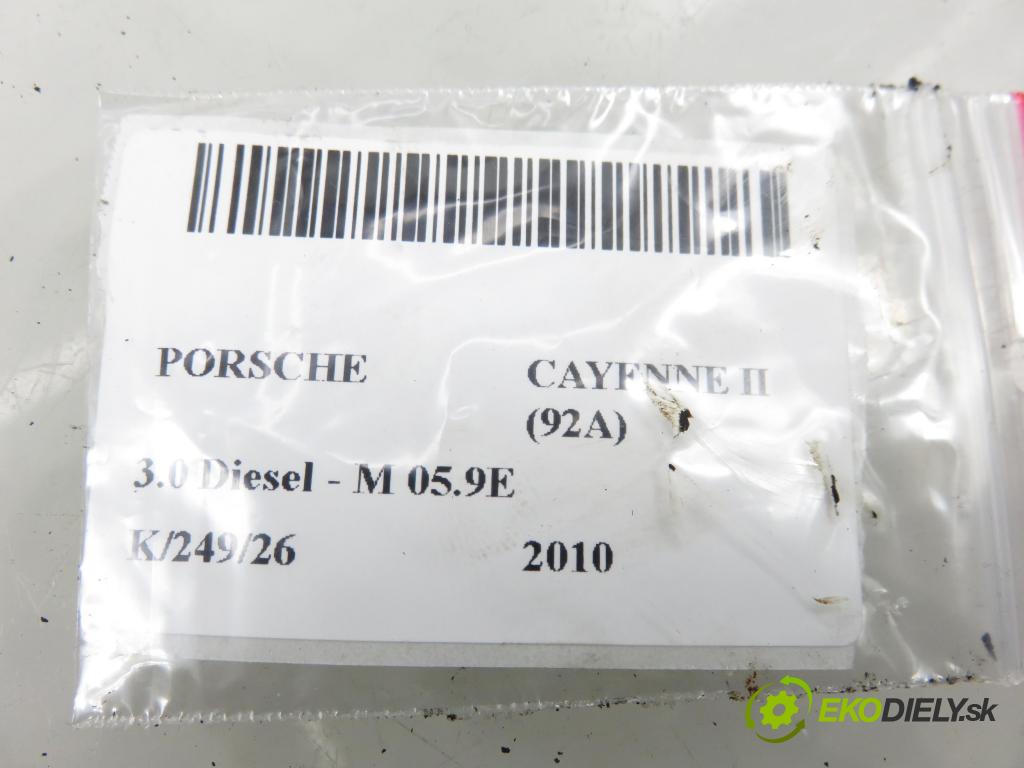 PORSCHE CAYENNE II
(92A)
3.0 Diesel - M 05.9E
K/249/26 2010
EKODIELY.sk